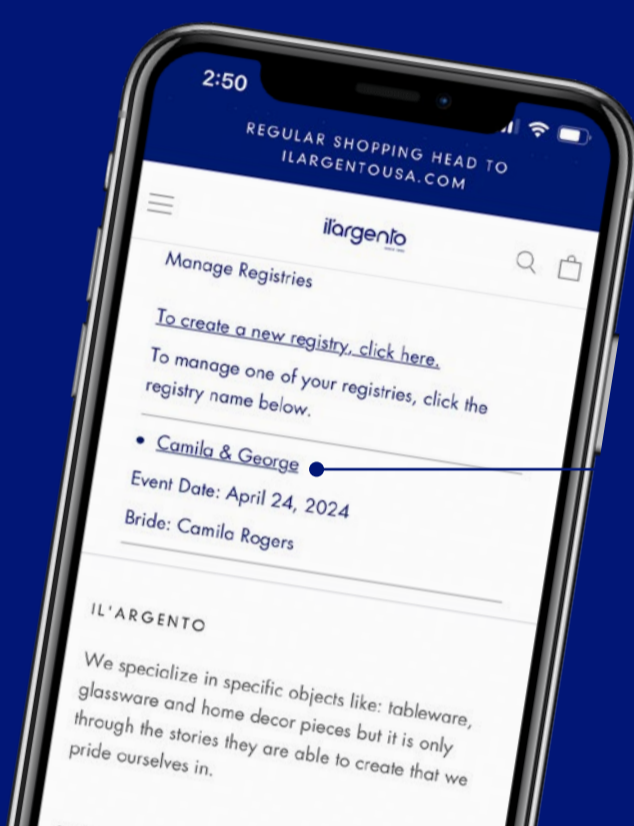 2:50
REGULAR SHOPPING HEAD TO
ILARGENTOUSA.COM
il'argento
Manage Registries
To create a new registry, click here.
To manage one of your registries, click the
registry name below.
• Camila & George
Event Date: April 24, 2024
Bride: Camila Rogers
IL'ARGENTO
We specialize in specific objects like: tableware,
glassware and home decor pieces but it is only
through the stories they are able to create that we
pride ourselves in.